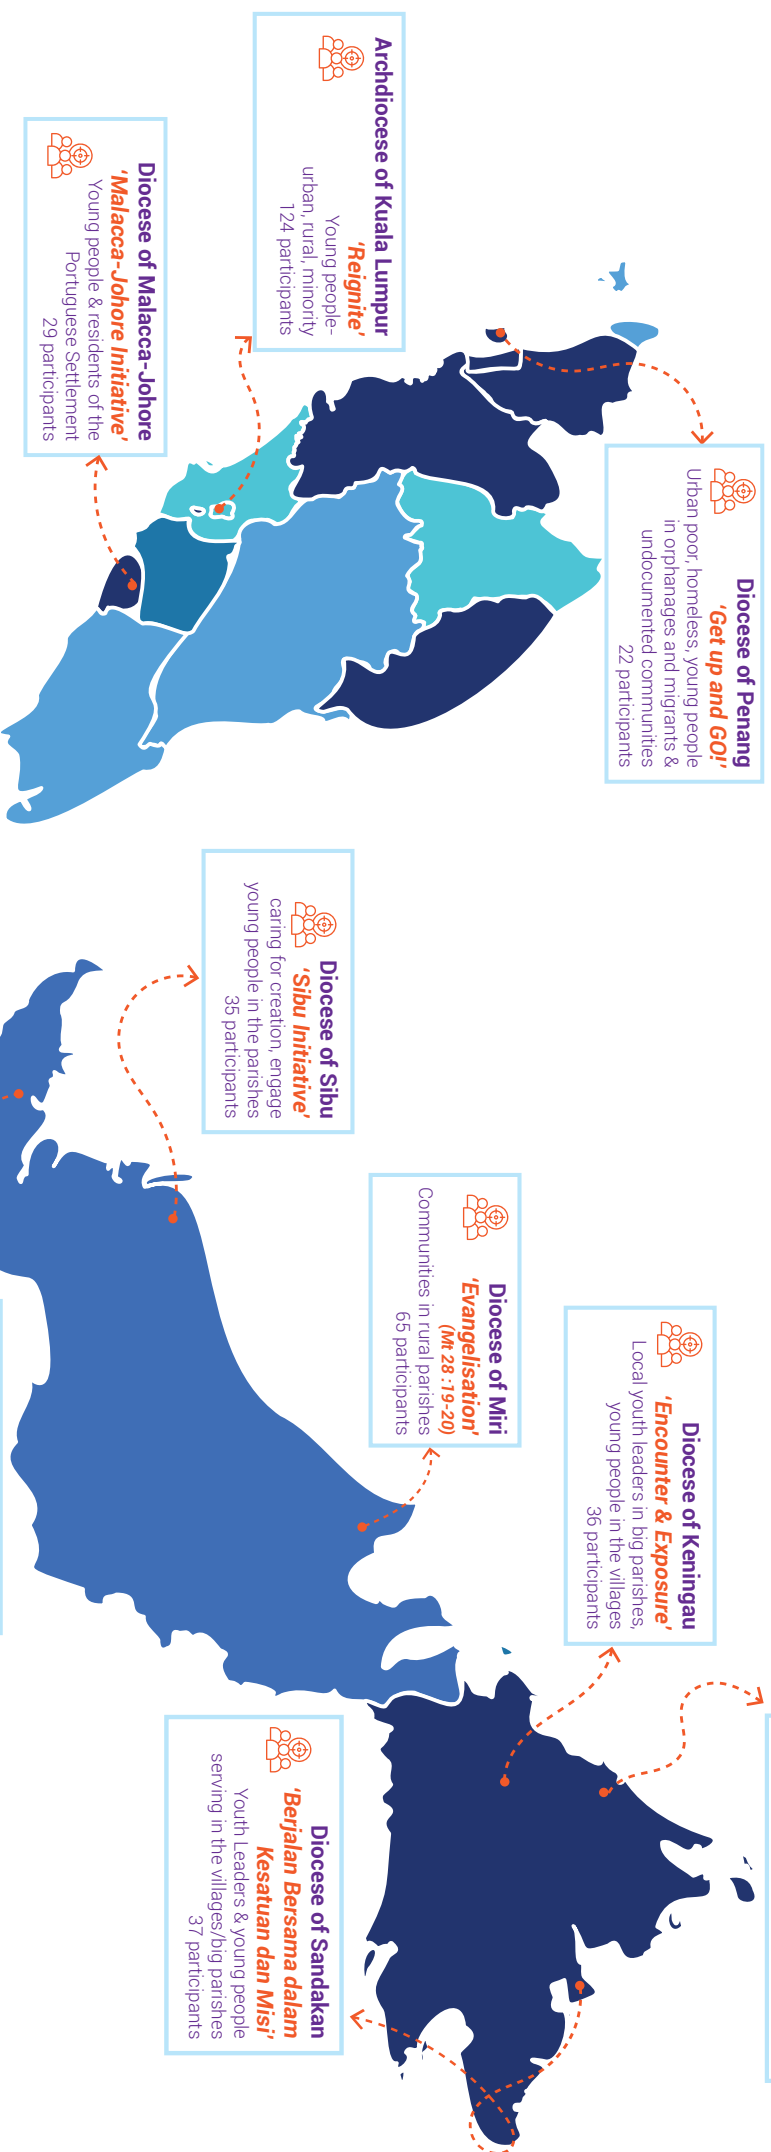 Diocese of Penang
'Get up and GO!'
Urban poor, homeless, young people
in orphanages and migrants &
undocumented communities
22 participants
Archdiocese of Kuala Lumpur
'Reignite'
Young people-
urban, rural, minority
124 participants
Diocese of Malacca-Johore
'Malacca-Johore Initiative'
Young people & residents of the
Portuguese Settlement
29 participants
Diocese of Sibu
'Sibu Initiative'
caring for creation, engage
young people in the parishes
35 participants
Diocese of Miri
'Evangelisation'
(Mt 28 :19-20)
Communities in rural parishes
65 participants
Diocese of Keningau
'Encounter & Exposure'
Local youth leaders in big parishes,
young people in the villages
36 participants
Diocese of Sandakan
'Berjalan Bersama dalam
Kesatuan dan Misi'
Youth Leaders & young people
serving in the villages/big parishes
37 participants